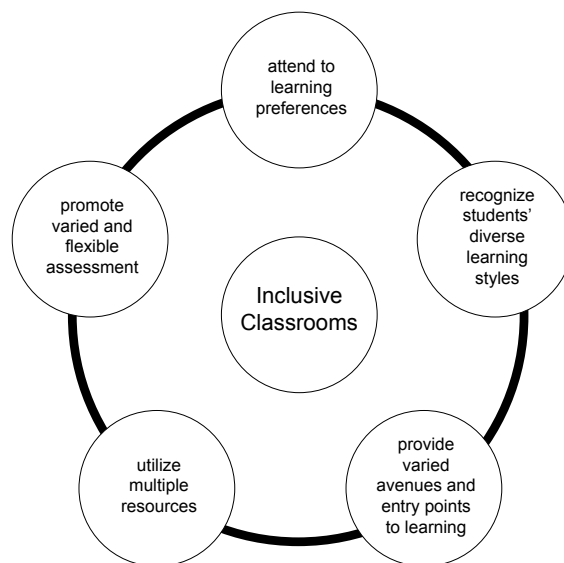 attend to
learning
preferences
recognize
students’
diverse
learning
styles
provide
varied
avenues and
entry points
to learning
utilize
multiple
resources
promote
varied and
flexible
assessment
Inclusive
Classrooms